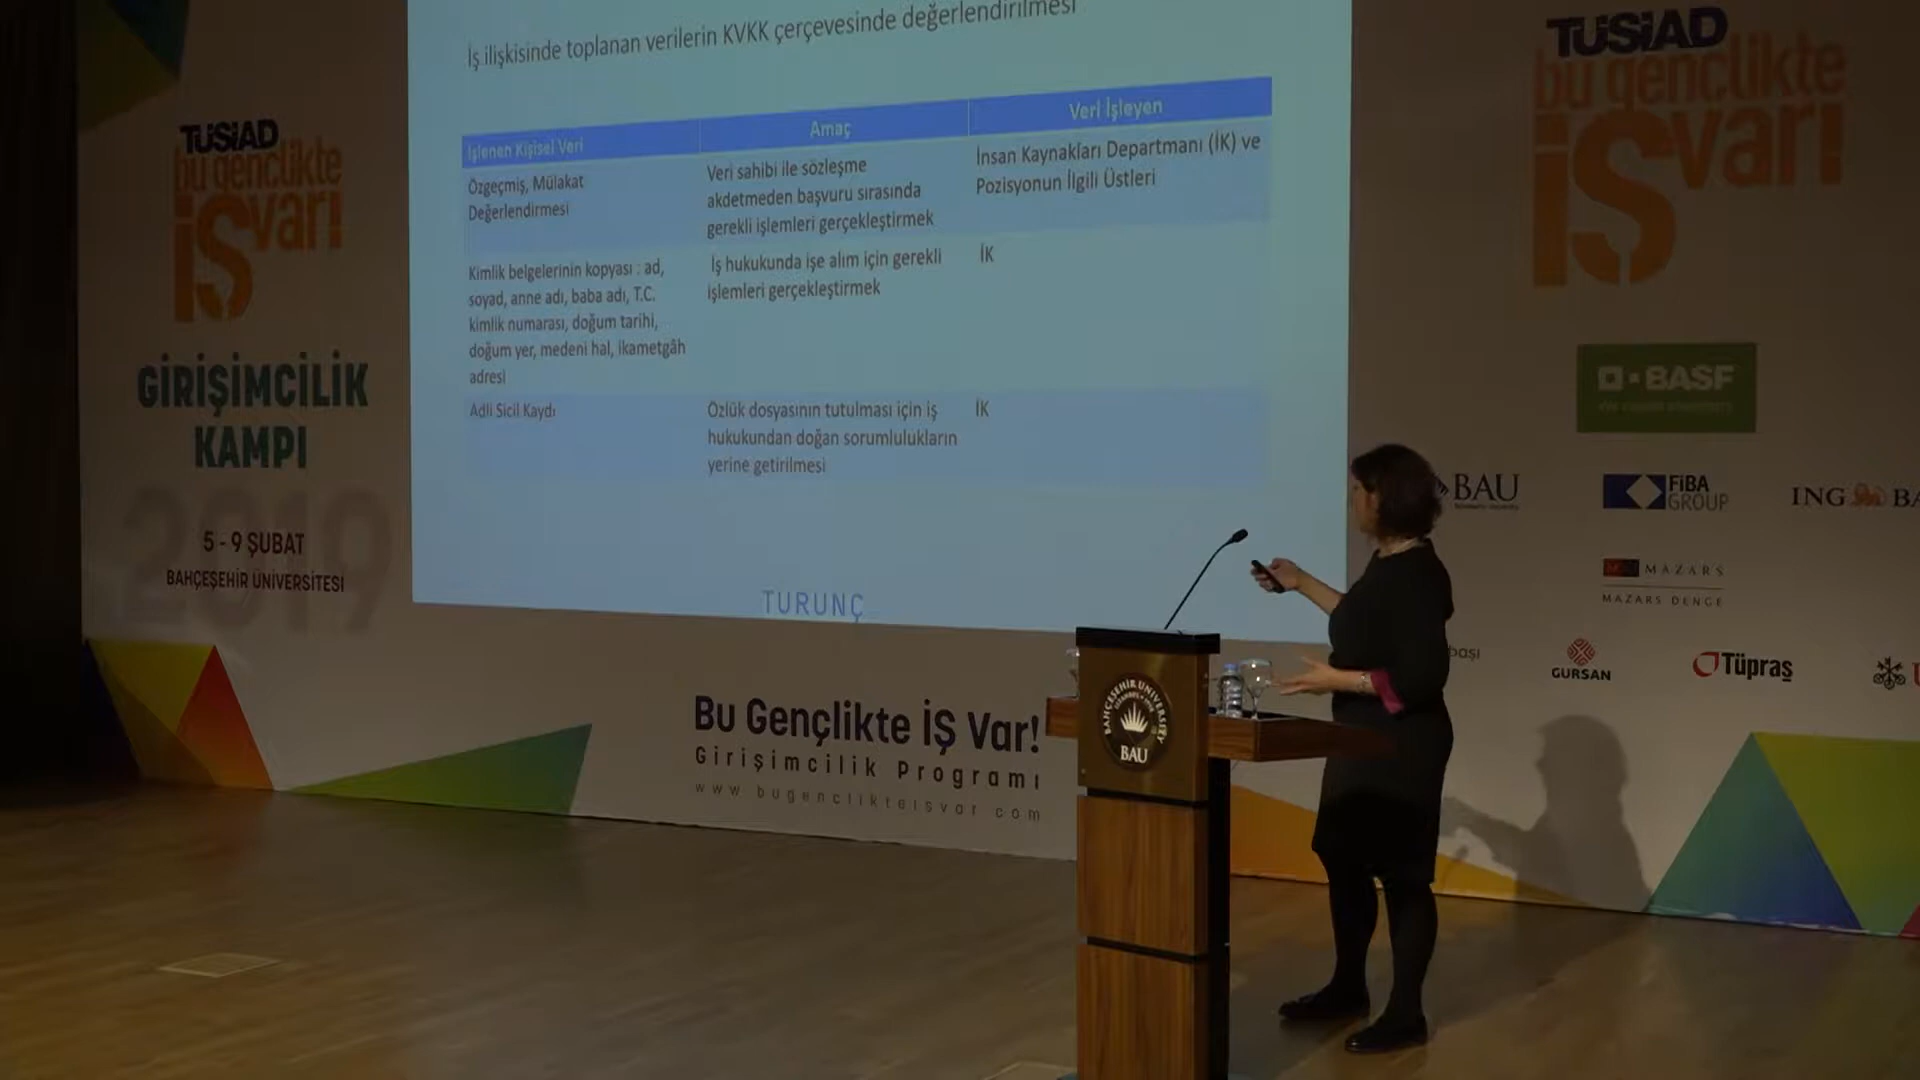 İş ilişkisinde toplanan verilerin KVKK çerçevesinde değerlendirilmesi
İşlenen Kişisel Veri
Amaç
Veri İşleyen
Özgeçmiş, Mülakat
Değerlendirmesi
Veri sahibi ile sözleşme
akdetmeden başvuru sırasında
gerekli işlemleri gerçekleştirmek
İnsan Kaynakları Departmanı (İK) ve
Pozisyonun İlgili Üstleri
Kimlik belgelerinin kopyası : ad,
soyad, anne adı, baba adı, T.C.
kimlik numarası, doğum tarihi,
doğum yer, medeni hal, ikametgâh
adresi
İş hukukunda işe alım için gerekli
işlemleri gerçekleştirmek
İK
Adli Sicil Kaydı
Özlük dosyasının tutulması için iş
hukukundan doğan sorumlulukların
yerine getirilmesi
İK
TURUNÇ
TÜSİAD
bu gençlikte
İŞ var!
GİRİŞİMCİLİK
KAMPI
2019
5 - 9 ŞUBAT
BAHÇEŞEHİR ÜNİVERSİTESİ
Bu Gençlikte İŞ Var!
Girişimcilik Programı
www bugenclikteisvar com
BAHÇEŞEHİR UNIVERSITY
BAU
TÜSİAD
bu gençlikte
İŞ var!
BASF
BAU
FİBA
GROUP
ING BA
MAZARS
MAZARS DENGE
başı
GURSAN
Tüpraş